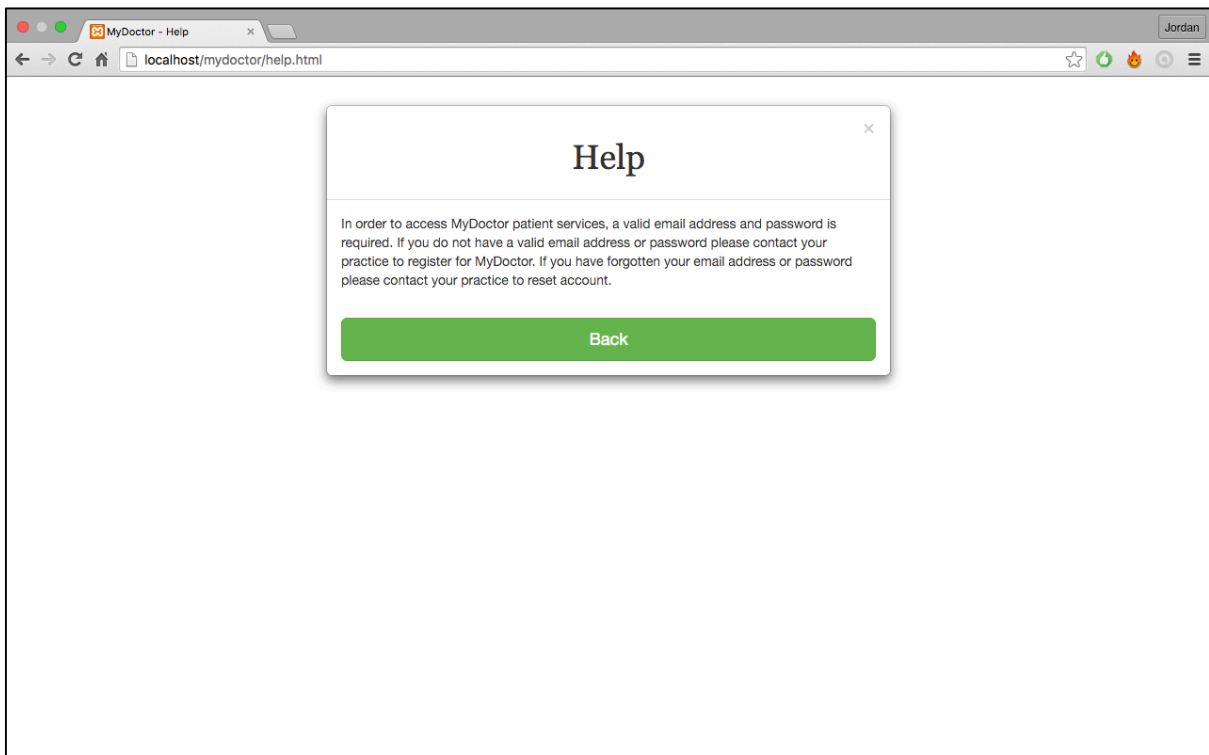 MyDoctor - Help
Jordan
localhost/mydoctor/help.html
Help
In order to access MyDoctor patient services, a valid email address and password is
required. If you do not have a valid email address or password please contact your
practice to register for MyDoctor. If you have forgotten your email address or password
please contact your practice to reset account.
Back